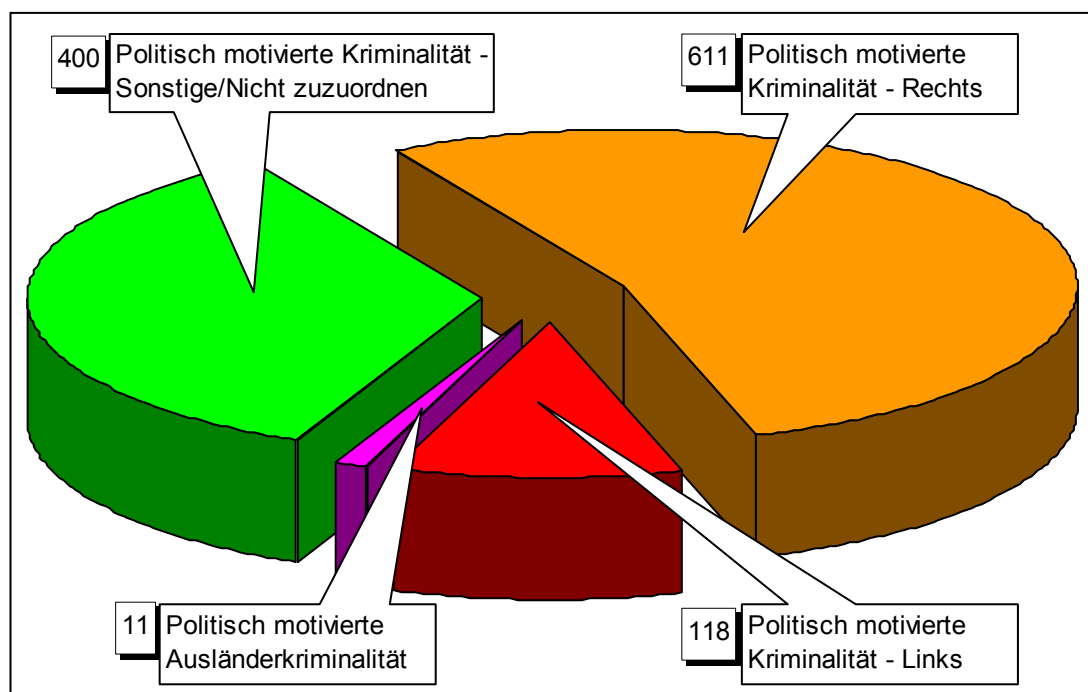 400
Politisch motivierte Kriminalität -
Sonstige/Nicht zuzuordnen
611
Politisch motivierte
Kriminalität - Rechts
11
Politisch motivierte
Ausländerkriminalität
118
Politisch motivierte
Kriminalität - Links